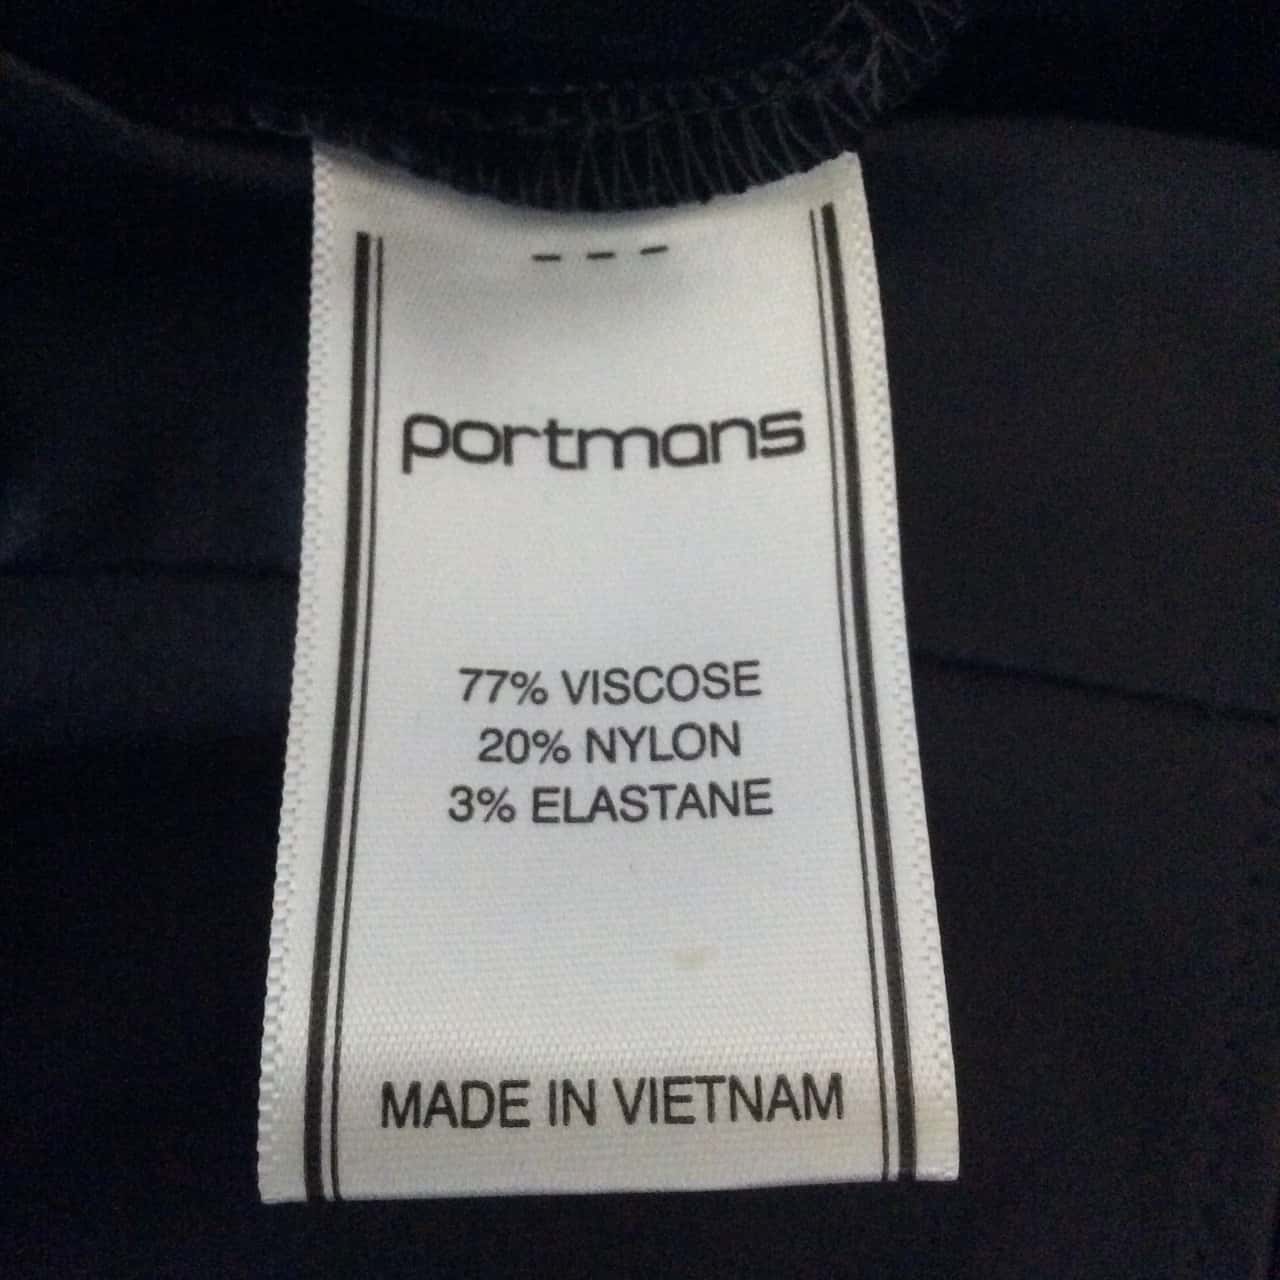 portmans
77% VISCOSE
20% NYLON
3% ELASTANE
MADE IN VIETNAM